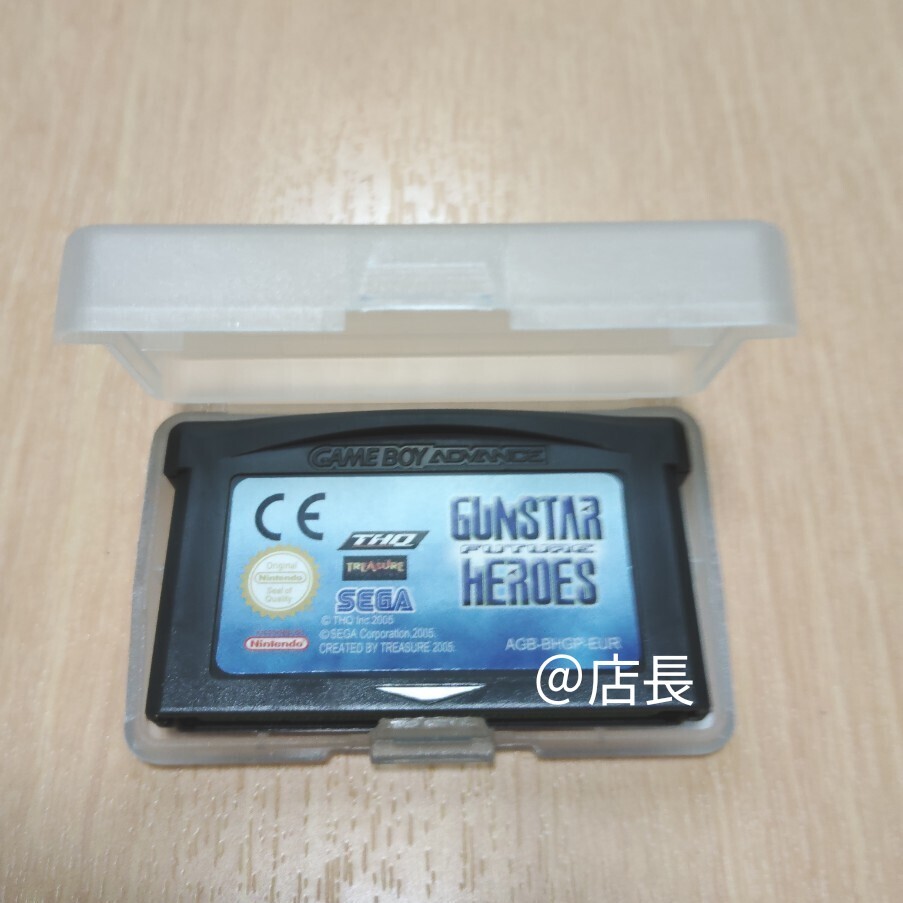 GAME BOY ADVANCE
CE
GUNSTAR
FUTURE
HEROES
THQ
TREASURE
SEGA
Original
Nintendo
Seal of
Quality
Nintendo
© THQ Inc 2005
©SEGA Corporation, 2005.
CREATED BY TREASURE 2005.
AGB-BHGP-EUR
@店長